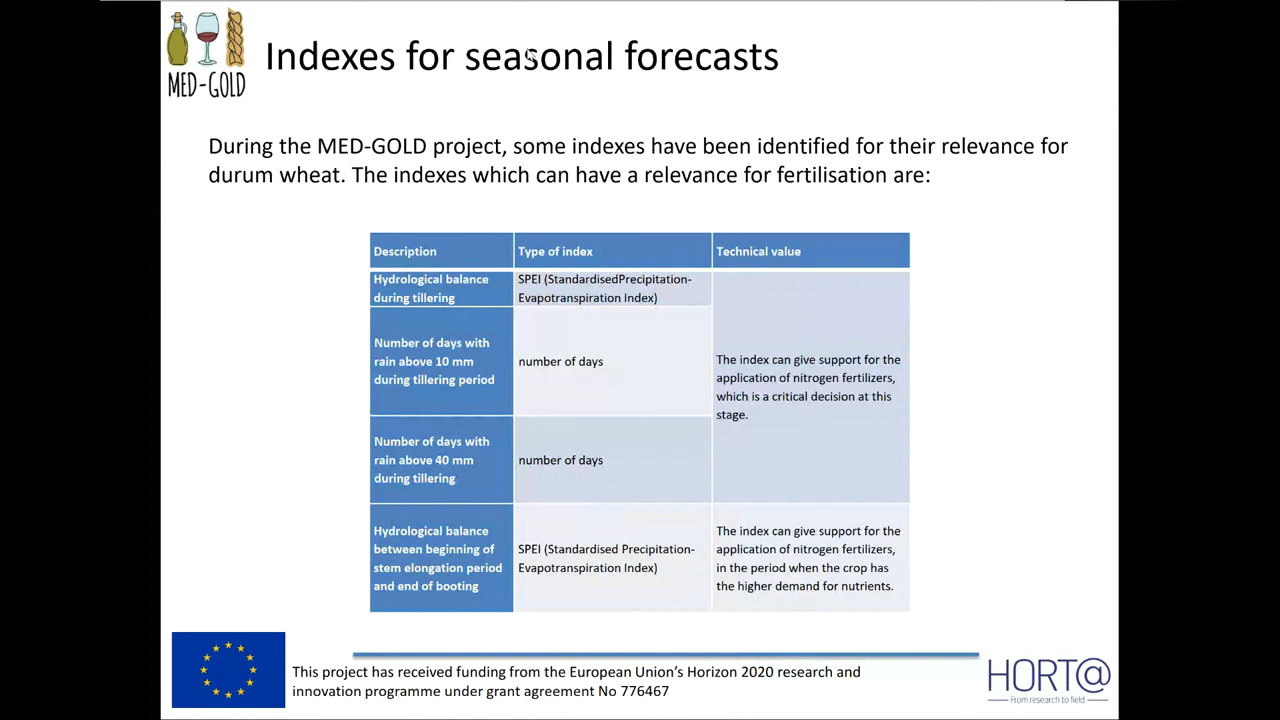 MED-GOLD
Indexes for seasonal forecasts
During the MED-GOLD project, some indexes have been identified for their relevance for
durum wheat. The indexes which can have a relevance for fertilisation are:
Description
Type of index
Technical value
Hydrological balance
during tillering
SPEI (StandardisedPrecipitation-
Evapotranspiration Index)
Number of days with
rain above 10 mm
during tillering period
number of days
The index can give support for the
application of nitrogen fertilizers,
which is a critical decision at this
stage.
Number of days with
rain above 40 mm
during tillering
number of days
Hydrological balance
between beginning of
stem elongation period
and end of booting
SPEI (Standardised Precipitation-
Evapotranspiration Index)
The index can give support for the
application of nitrogen fertilizers,
in the period when the crop has
the higher demand for nutrients.
This project has received funding from the European Union’s Horizon 2020 research and
innovation programme under grant agreement No 776467
HORT@
From research to field